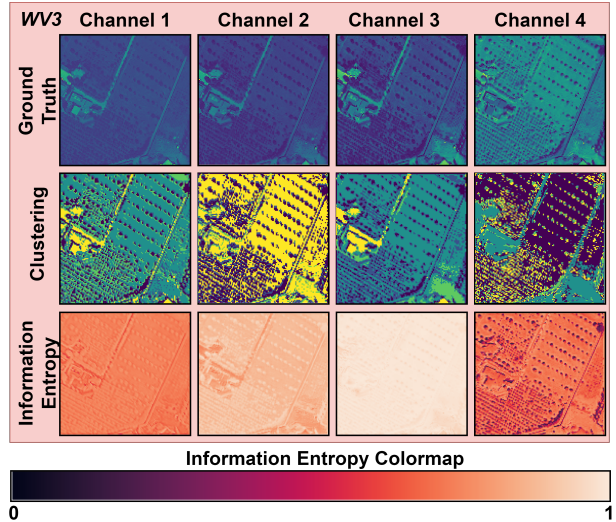 WV3 Channel 1 Channel 2 Channel 3 Channel 4
Ground
Truth
Clustering
Information
Entropy
Information Entropy Colormap
0 1